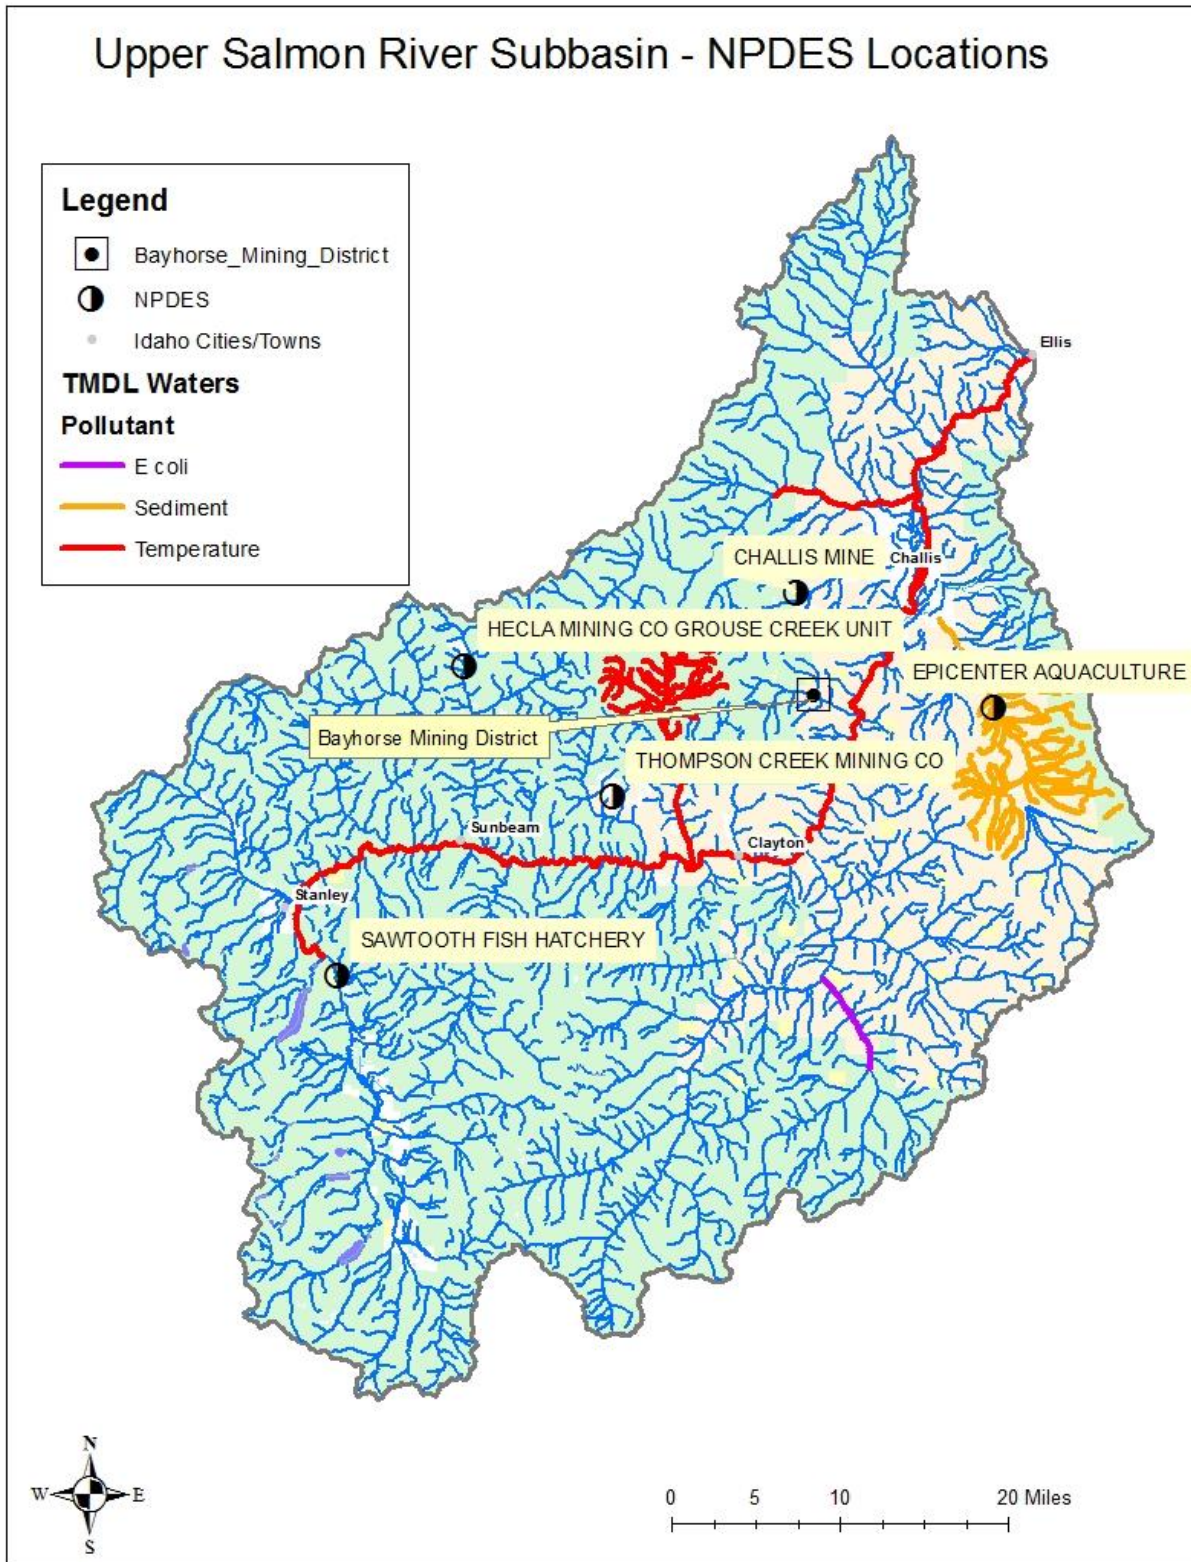 Upper Salmon River Subbasin - NPDES Locations
Legend
Bayhorse_Mining_District
NPDES
Idaho Cities/Towns
TMDL Waters
Pollutant
E coli
Sediment
Temperature
Ellis
CHALLIS MINE
Challis
HECLA MINING CO GROUSE CREEK UNIT
EPICENTER AQUACULTURE
Bayhorse Mining District
THOMPSON CREEK MINING CO
Sunbeam
Clayton
Stanley
SAWTOOTH FISH HATCHERY
N
W E
S
0 5 10 20 Miles